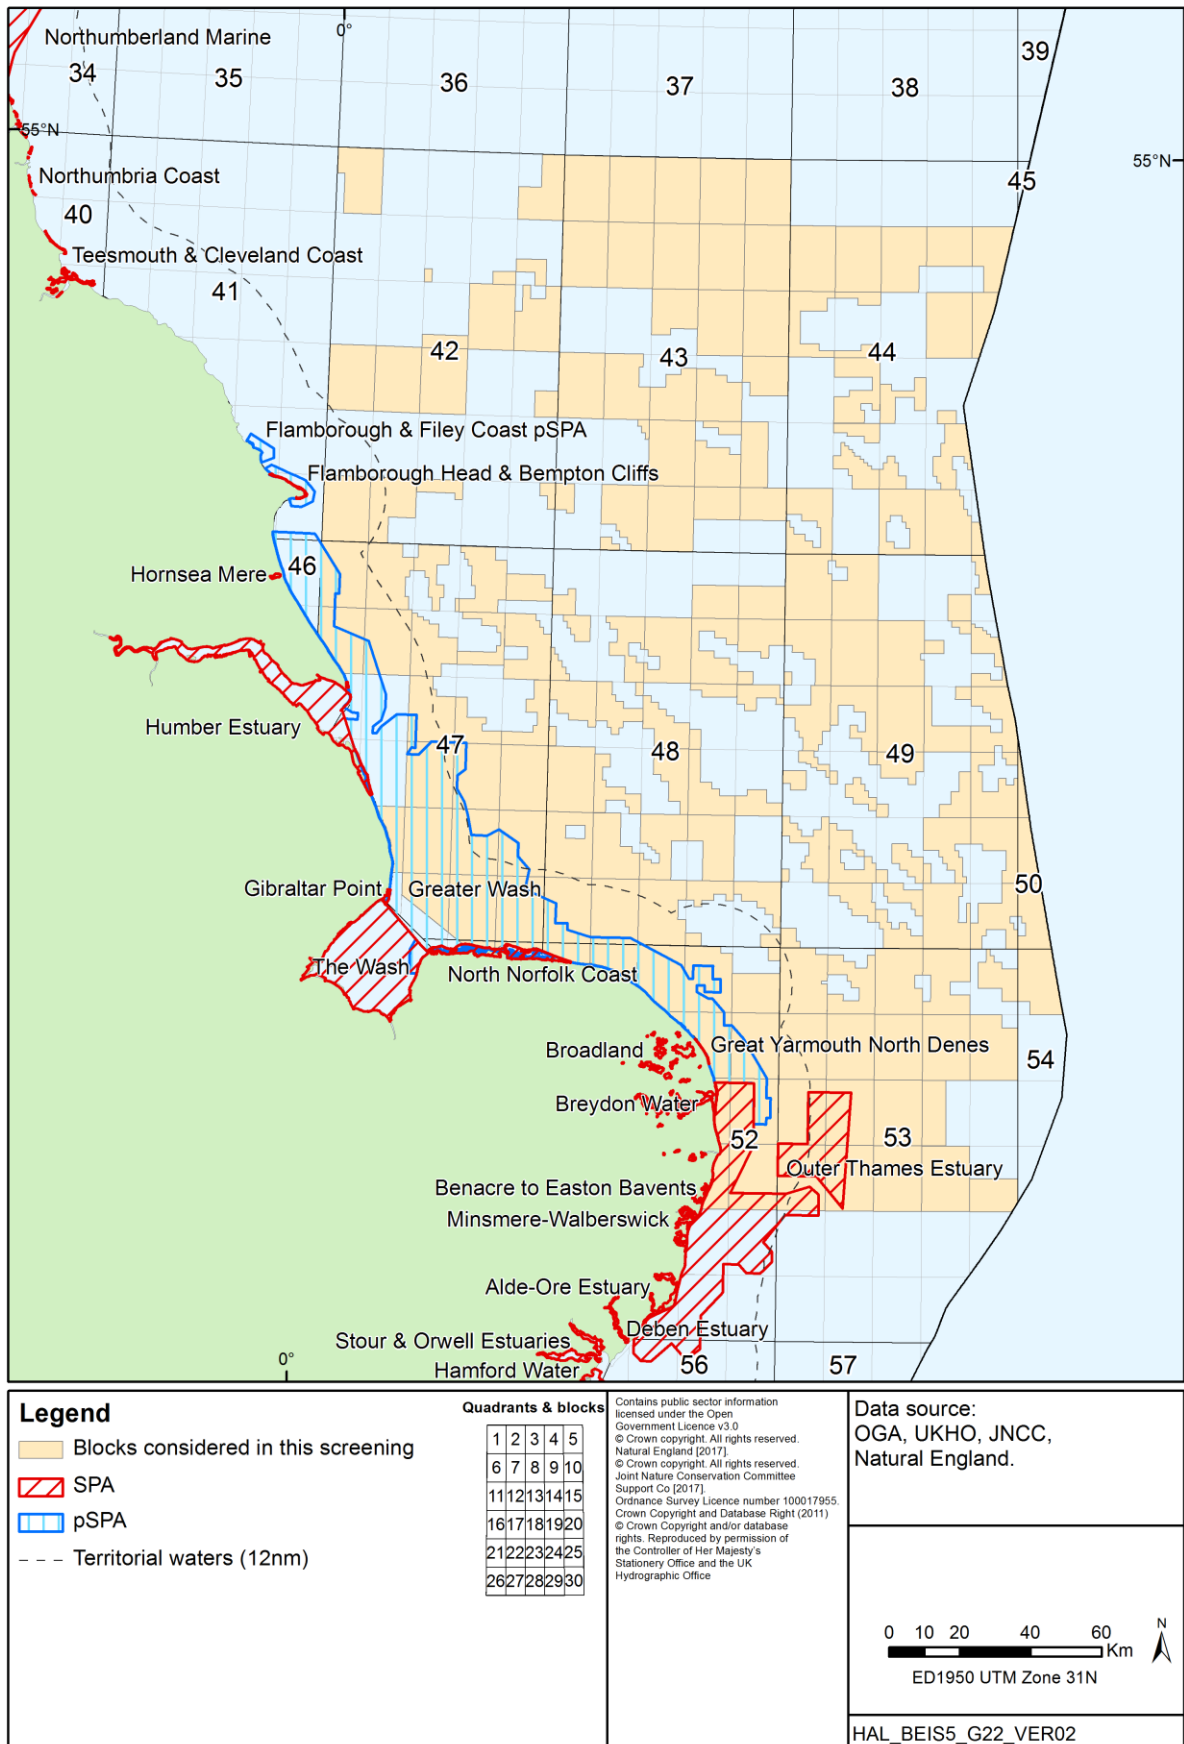 0°
39
Northumberland Marine
34
35
36
37
38
55°N
55°N
45
Northumbria Coast
40
Teesmouth & Cleveland Coast
41
42
43
44
Flamborough & Filey Coast pSPA
Flamborough Head & Bempton Cliffs
46
Hornsea Mere
Humber Estuary
47
48
49
Gibraltar Point
Greater Wash
50
The Wash
North Norfolk Coast
Broadland
Great Yarmouth North Denes
54
Breydon Water
52
53
Outer Thames Estuary
Benacre to Easton Bavents
Minsmere-Walberswick
Alde-Ore Estuary
Deben Estuary
Stour & Orwell Estuaries
0°
Hamford Water
56
57
Legend
Blocks considered in this screening
SPA
pSPA
Territorial waters (12nm)
Quadrants & blocks
1 2 3 4 5
6 7 8 9 10
11 12 13 14 15
16 17 18 19 20
21 22 23 24 25
26 27 28 29 30
Contains public sector information
licensed under the Open
Government Licence v3.0
© Crown copyright. All rights reserved.
Natural England [2017].
© Crown copyright. All rights reserved.
Joint Nature Conservation Committee
Support Co [2017].
Ordnance Survey Licence number 100017955.
Crown Copyright and Database Right (2011)
© Crown Copyright and/or database
rights. Reproduced by permission of
the Controller of Her Majesty's
Stationery Office and the UK
Hydrographic Office
Data source:
OGA, UKHO, JNCC,
Natural England.
0 10 20 40 60
Km
N
ED1950 UTM Zone 31N
HAL_BEIS5_G22_VER02